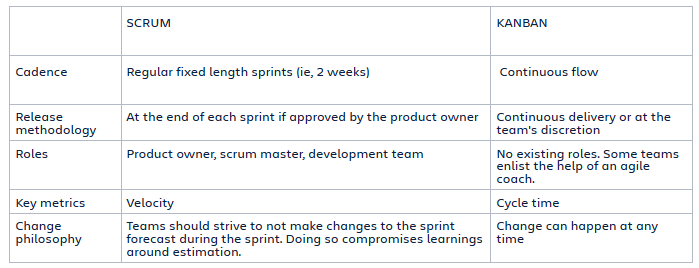 SCRUM KANBAN
Cadence Regular fixed length sprints (ie, 2 weeks) Continuous flow
Release methodology At the end of each sprint if approved by the product owner Continuous delivery or at the team's discretion
Roles Product owner, scrum master, development team No existing roles. Some teams enlist the help of an agile coach.
Key metrics Velocity Cycle time
Change philosophy Teams should strive to not make changes to the sprint forecast during the sprint. Doing so compromises learnings around estimation. Change can happen at any time